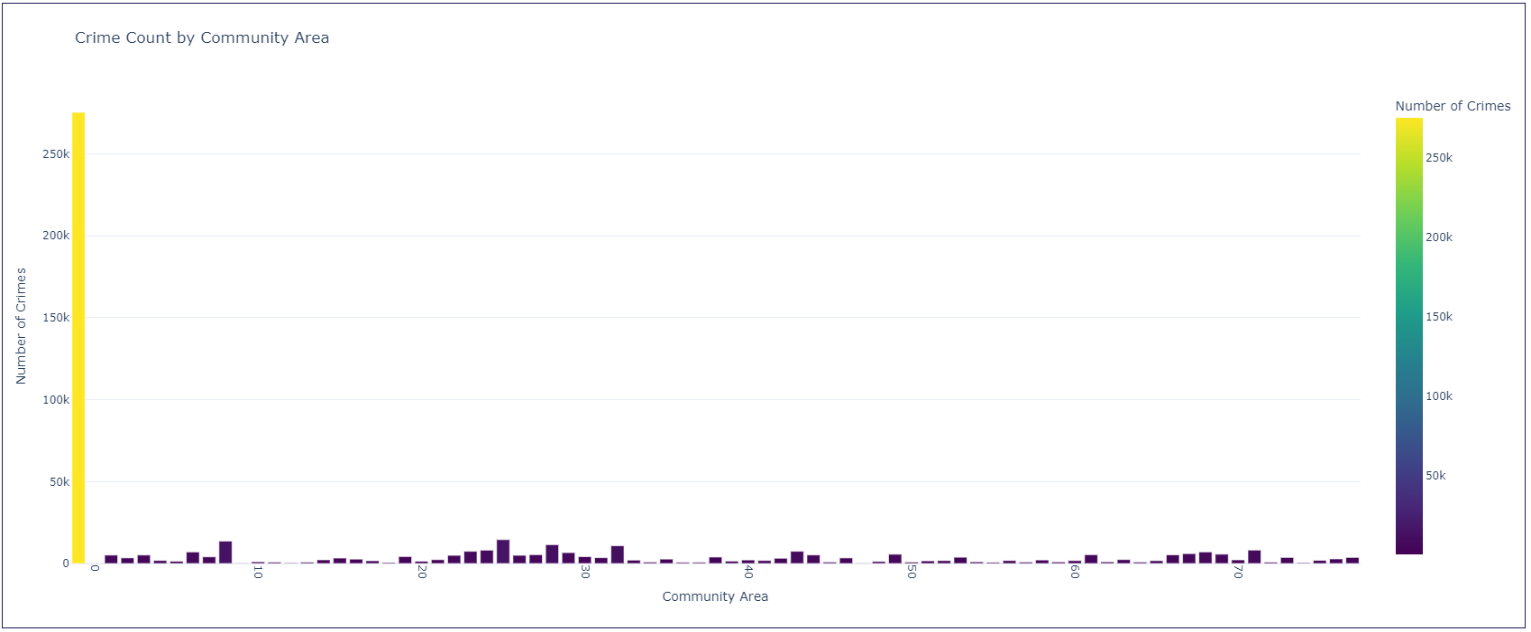 Crime Count by Community Area
Number of Crimes
250k
200k
150k
100k
50k
0
Number of Crimes
0
10
20
30
40
50
60
70
Community Area
Number of Crimes
250k
200k
150k
100k
50k